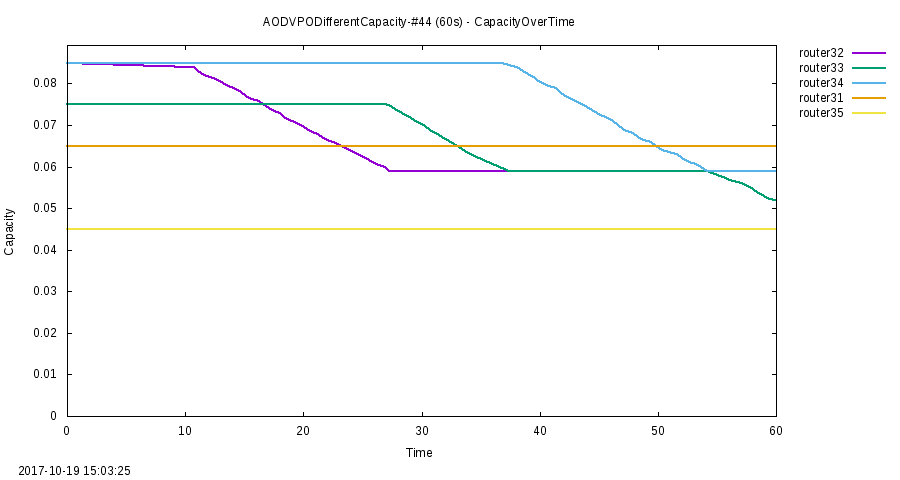 AODVPODifferentCapacity-#44 (60s) - CapacityOverTime
router32
router33
router34
router31
router35
0.08
0.07
0.06
0.05
0.04
0.03
0.02
0.01
0
Capacity
0 10 20 30 40 50 60
Time
2017-10-19 15:03:25